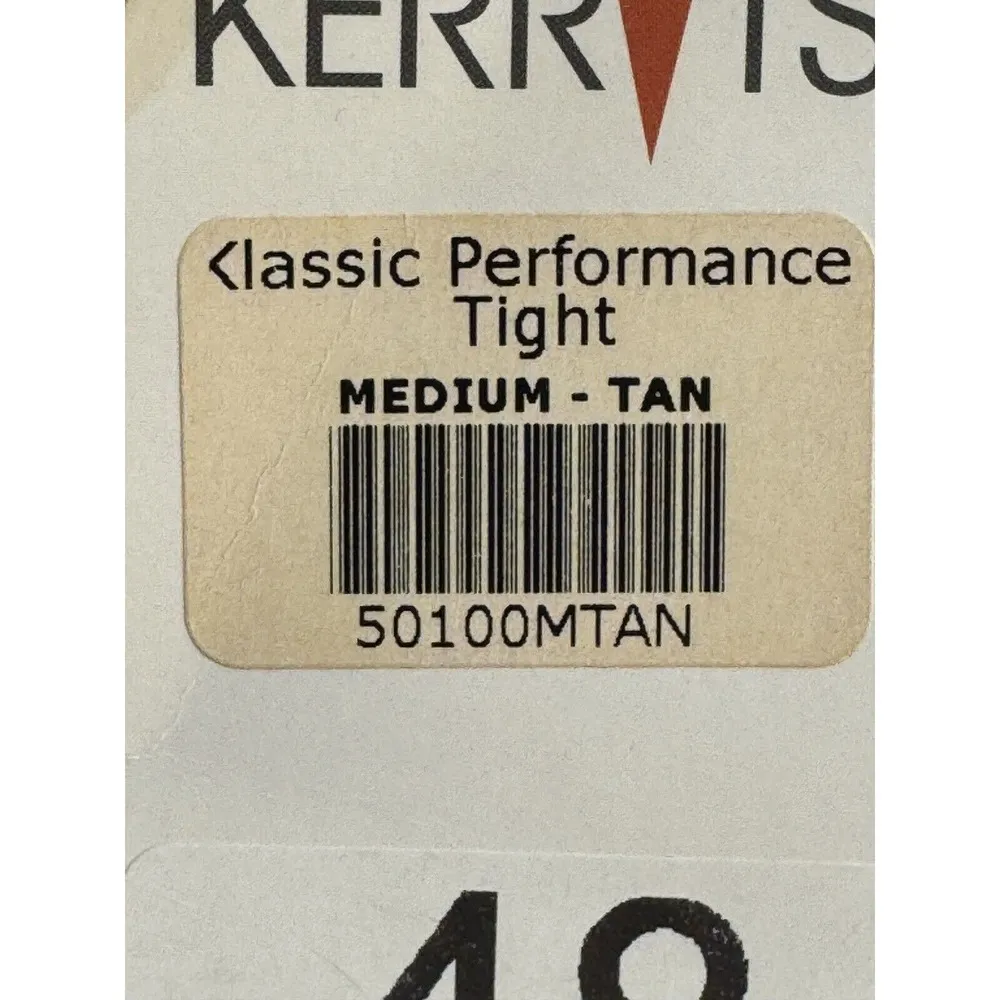 KERRITS
Klassic Performance
Tight
MEDIUM - TAN
50100MTAN